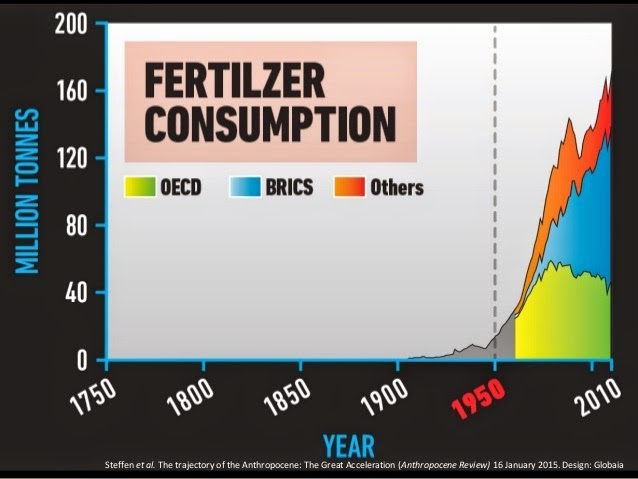 200
FERTILZER
CONSUMPTION
160
120
OECD BRICS Others
MILLION TONNES
80
40
0
1750 1800 1850 1900 1950 2010
YEAR
Steffen et al. The trajectory of the Anthropocene: The Great Acceleration (Anthropocene Review) 16 January 2015. Design: Globaia